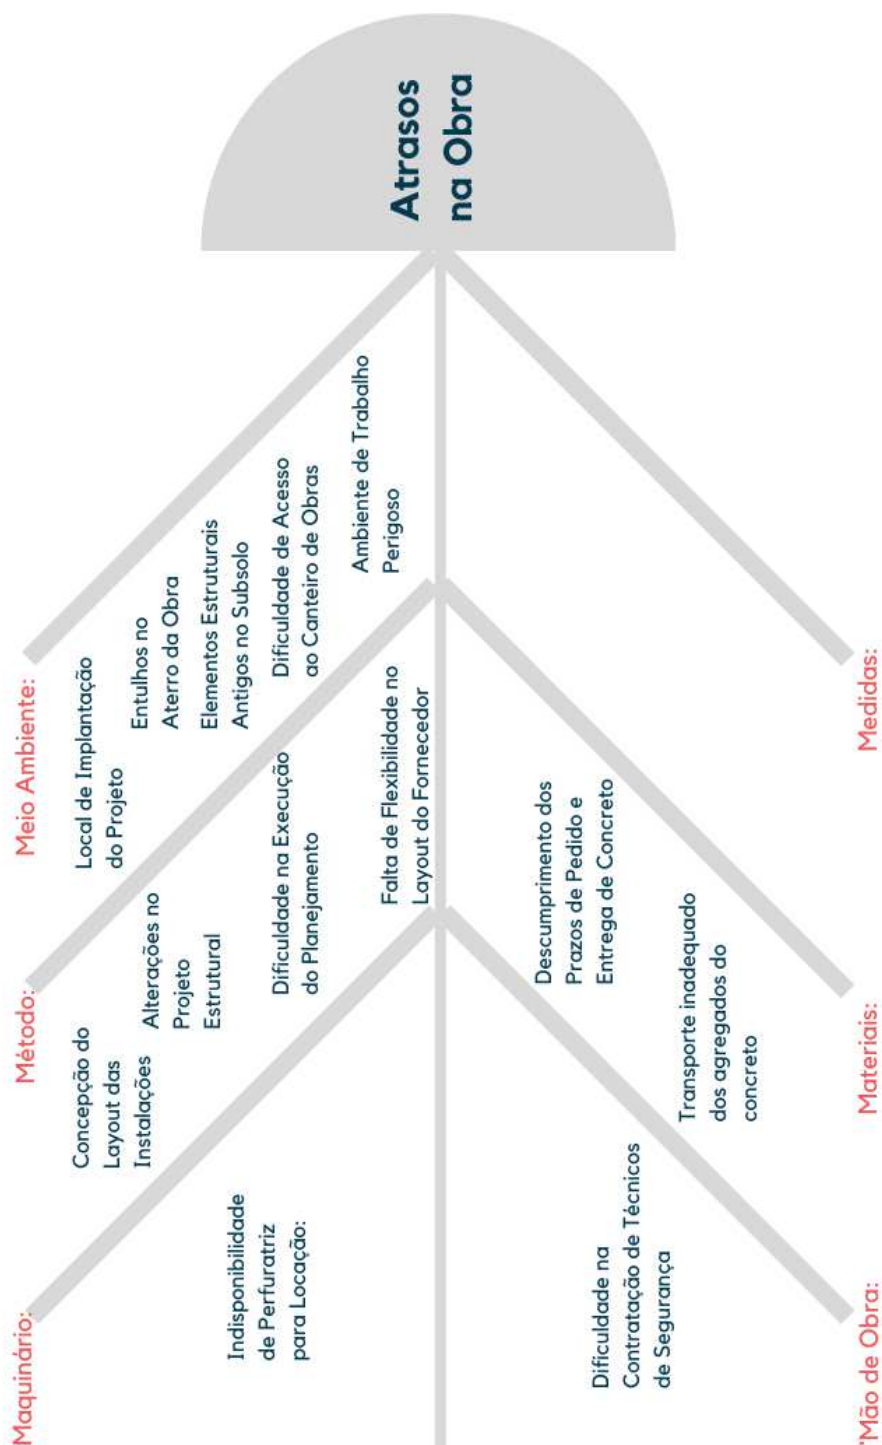 Maquinário:
Método:
Meio Ambiente:
Indisponibilidade
de Perfuratriz
para Locação:
Concepção do
Layout das
Instalações
Alterações no
Projeto
Estrutural
Dificuldade na Execução
do Planejamento
Falta de Flexibilidade no
Layout do Fornecedor
Local de Implantação
do Projeto
Entulhos no
Aterro da Obra
Elementos Estruturais
Antigos no Subsolo
Dificuldade de Acesso
ao Canteiro de Obras
Ambiente de Trabalho
Perigoso
Atrasos
na Obra
Dificuldade na
Contratação de Técnicos
de Segurança
Descumprimento dos
Prazos de Pedido e
Entrega de Concreto
Transporte inadequado
dos agregados do
concreto
'Mão de Obra:
Materiais:
Medidas: